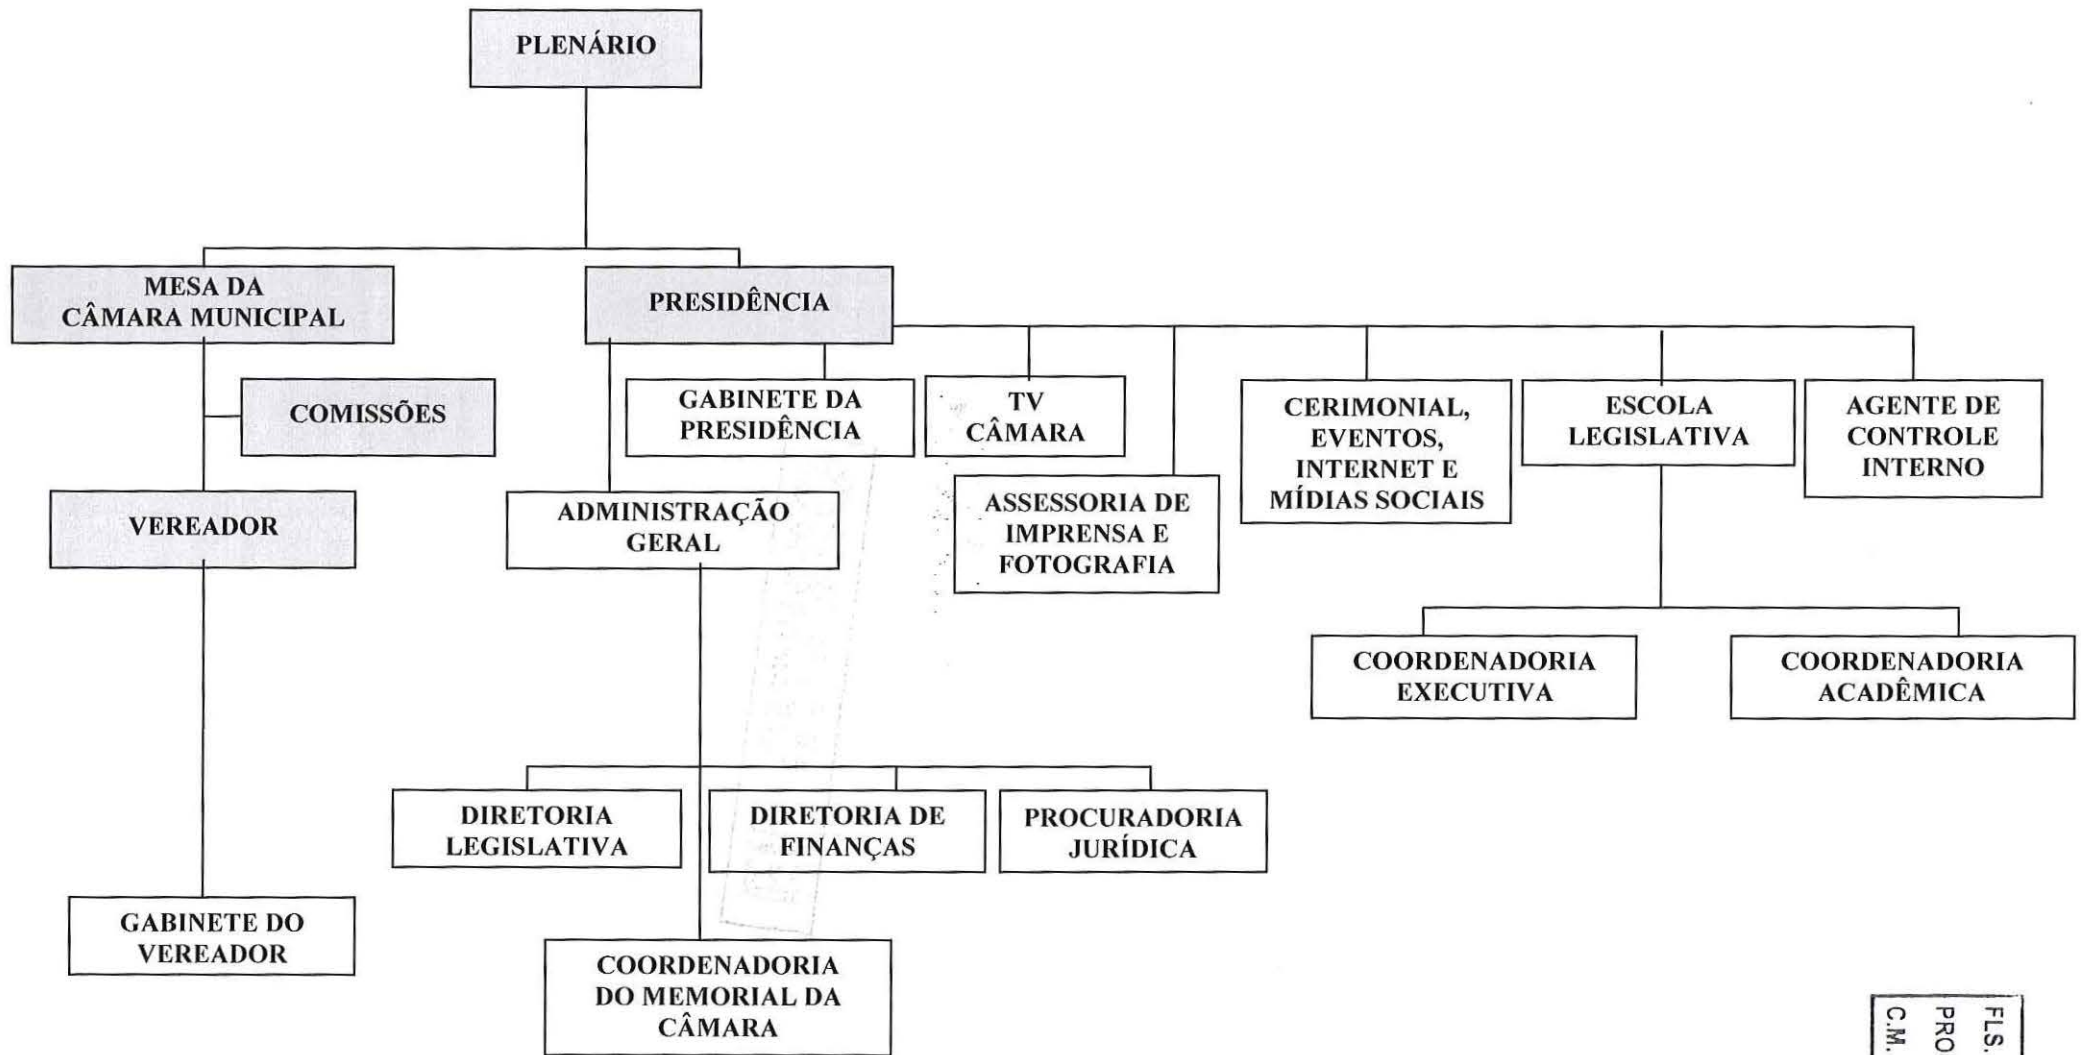 PLENÁRIO
MESA DA
CÂMARA MUNICIPAL
PRESIDÊNCIA
COMISSÕES
GABINETE DA
PRESIDÊNCIA
TV
CÂMARA
CERIMONIAL,
EVENTOS,
INTERNET E
MÍDIAS SOCIAIS
ESCOLA
LEGISLATIVA
AGENTE DE
CONTROLE
INTERNO
VEREADOR
ADMINISTRAÇÃO
GERAL
ASSESSORIA DE
IMPRENSA E
FOTOGRAFIA
COORDENADORIA
EXECUTIVA
COORDENADORIA
ACADÊMICA
DIRETORIA
LEGISLATIVA
DIRETORIA DE
FINANÇAS
PROCURADORIA
JURÍDICA
GABINETE DO
VEREADOR
COORDENADORIA
DO MEMORIAL DA
CÂMARA
FLS.
PRO
C.M.